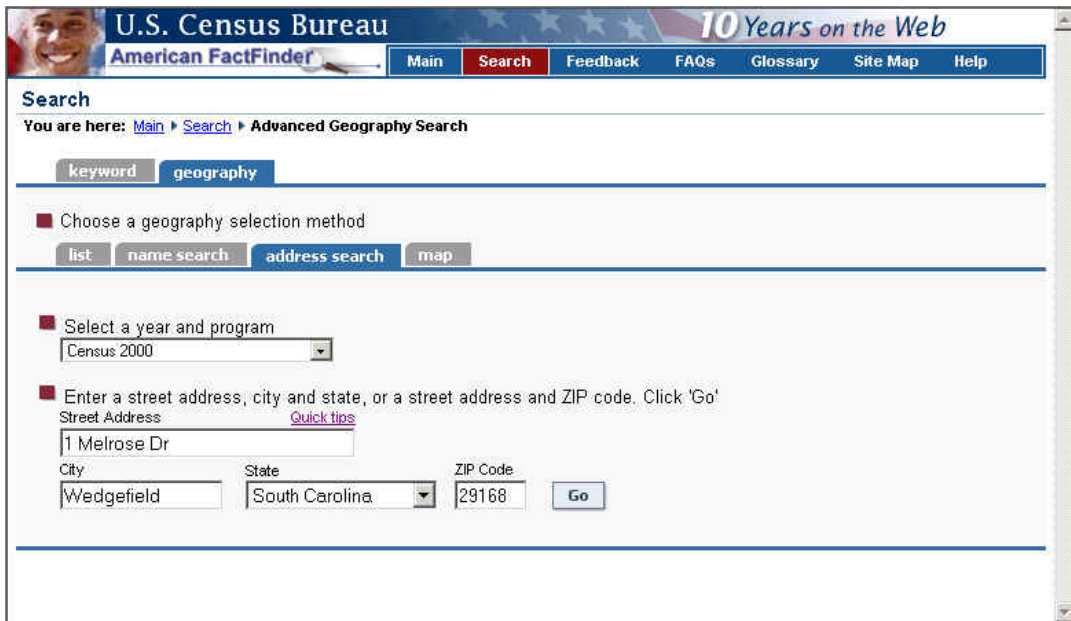 U.S. Census Bureau
10 Years on the Web
American FactFinder
Main Search Feedback FAQs Glossary Site Map Help
Search
You are here: Main Search Advanced Geography Search
keyword geography
Choose a geography selection method
list name search address search map
Select a year and program
Census 2000
Enter a street address, city and state, or a street address and ZIP code. Click 'Go'
Street Address Quick tips
1 Melrose Dr
City State ZIP Code
Wedgefield South Carolina 29168 Go